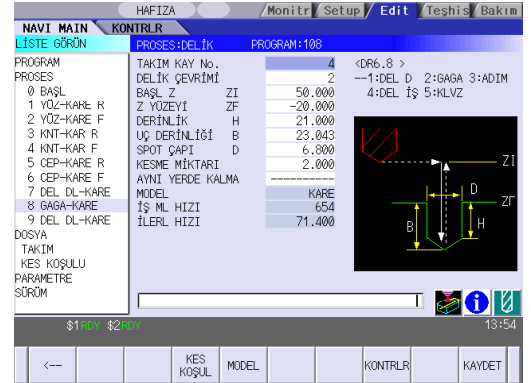 HAFIZA Monitr Setup Edit Teşhis Bakım
NAVI MAIN KONTRLR
LİSTE GÖRÜN PROSES:DELİK PROGRAM:108
PROGRAM
PROSES
0 BAŞL
1 YÜZ-KARE R
2 YÜZ-KARE F
3 KNT-KAR R
4 KNT-KAR F
5 CEP-KARE R
6 CEP-KARE F
7 DEL DL-KARE
8 GAGA-KARE
9 DEL DL-KARE
DOSYA
TAKIM
KES KOŞULU
PARAMETRE
SÜRÜM
TAKIM KAY No. 4
DELİK ÇEVRİMİ 2
BAŞL Z ZI 50.000
Z YÜZEYİ ZF -20.000
DERİNLİK H 21.000
UÇ DERİNLİĞİ B 23.043
SPOT ÇAPI D 6.800
KESME MİKTARI 2.000
AYNI YERDE KALMA ----------
MODEL KARE
İŞ ML HIZI 654
İLERL HIZI 71.400
<DR6.8 >
--1:DEL D 2:GAGA 3:ADIM
4:DEL İŞ 5:KLVZ
ZI
D
ZF
B
H
$1 RDY $2 RDY 13:54
<-- KES KOŞUL MODEL KONTRLR KAYDET